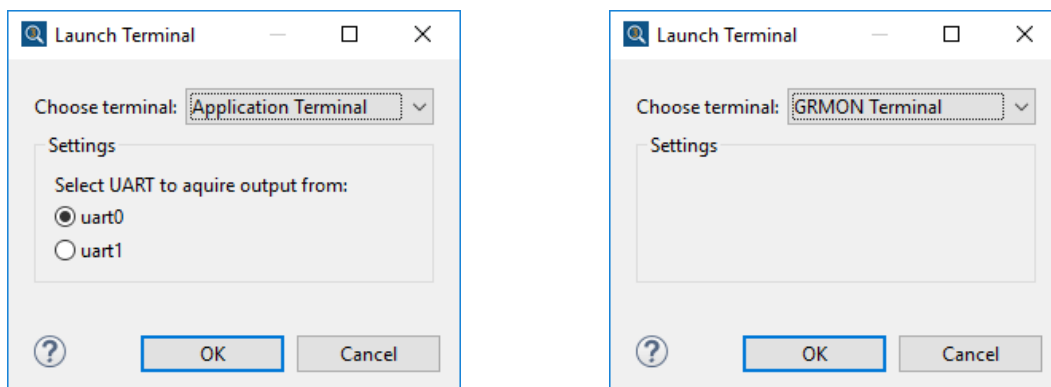 Launch Terminal
Choose terminal: Application Terminal
Settings
Select UART to aquire output from:
uart0
uart1
? OK Cancel
Launch Terminal
Choose terminal: GRMON Terminal
Settings
? OK Cancel